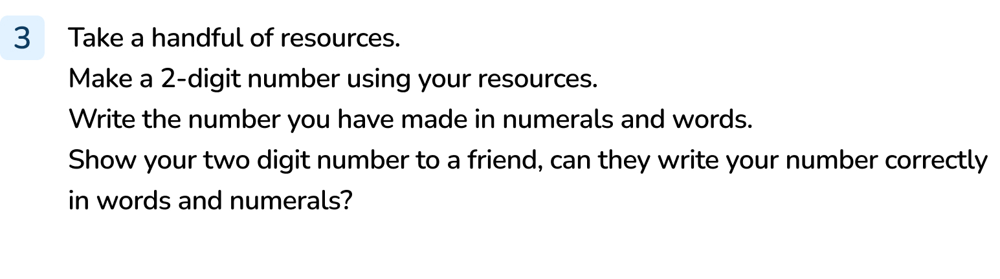 3 Take a handful of resources.
Make a 2-digit number using your resources.
Write the number you have made in numerals and words.
Show your two digit number to a friend, can they write your number correctly
in words and numerals?